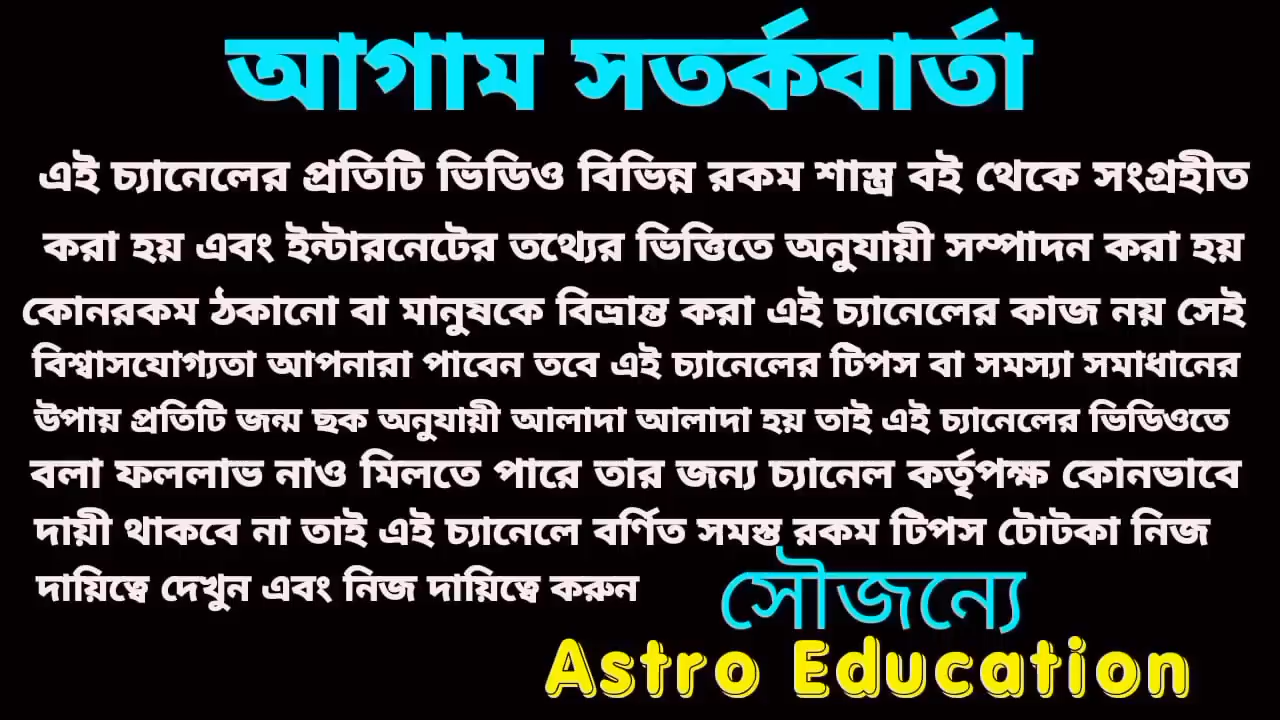 আগাম সতর্কবার্তা
এই চ্যানেলের প্রতিটি ভিডিও বিভিন্ন রকম শাস্ত্র বই থেকে সংগ্রহীত
করা হয় এবং ইন্টারনেটের তথ্যের ভিত্তিতে অনুযায়ী সম্পাদন করা হয়
কোনরকম ঠকানো বা মানুষকে বিভ্রান্ত করা এই চ্যানেলের কাজ নয় সেই
বিশ্বাসযোগ্যতা আপনারা পাবেন তবে এই চ্যানেলের টিপস বা সমস্যা সমাধানের
উপায় প্রতিটি জন্ম ছক অনুযায়ী আলাদা আলাদা হয় তাই এই চ্যানেলের ভিডিওতে
বলা ফললাভ নাও মিলতে পারে তার জন্য চ্যানেল কর্তৃপক্ষ কোনভাবে
দায়ী থাকবে না তাই এই চ্যানেলে বর্ণিত সমস্ত রকম টিপস টোটকা নিজ
দায়িত্বে দেখুন এবং নিজ দায়িত্বে করুন
সৌজন্যে
Astro Education